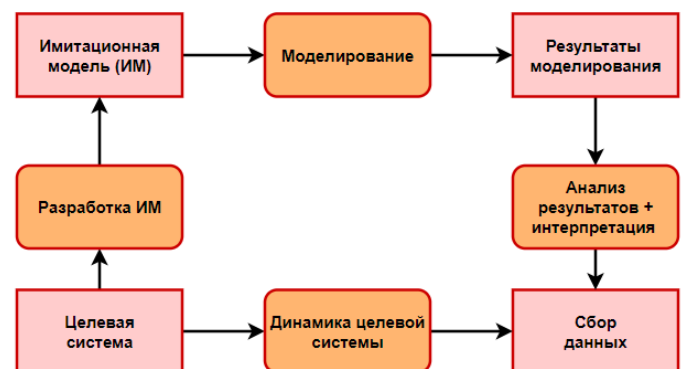 Имитационная
модель (ИМ)
Моделирование
Результаты
моделирования
Разработка ИМ
Анализ
результатов +
интерпретация
Целевая
система
Динамика целевой
системы
Сбор
данных